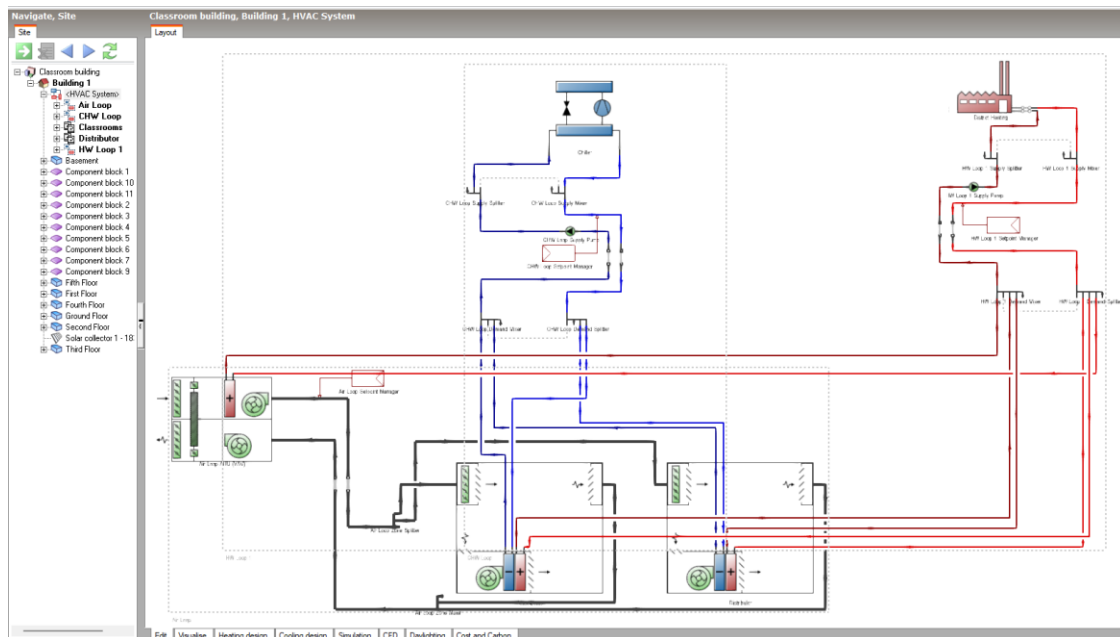 Navigate, Site
Site
Classroom building
Building 1
<HVAC System>
Air Loop
CHW Loop
Classrooms
Distributor
HW Loop 1
Basement
Component block 1
Component block 10
Component block 11
Component block 2
Component block 3
Component block 4
Component block 5
Component block 6
Component block 7
Component block 9
Fifth Floor
First Floor
Fourth Floor
Ground Floor
Second Floor
Solar collector 1 - 18
Third Floor
Classroom building, Building 1, HVAC System
Layout
Chiller
District Heating
CHW Loop Supply Splitter
CHW Loop Supply Mixer
HW Loop 1 Supply Splitter
HW Loop 1 Supply Mixer
CHW Loop Supply Pump
CHW Loop Setpoint Manager
HW Loop 1 Supply Pump
HW Loop 1 Setpoint Manager
CHW Loop Demand Mixer
CHW Loop Demand Splitter
HW Loop 1 Demand Mixer
HW Loop 1 Demand Splitter
Air Loop Setpoint Manager
Air Loop Zone Splitter
HW Loop
CHW Loop
Air Loop Zone Mixer
Air Loop
Edit
Visualise
Heating design
Cooling design
Simulation
CFD
Daylighting
Cost and Carbon